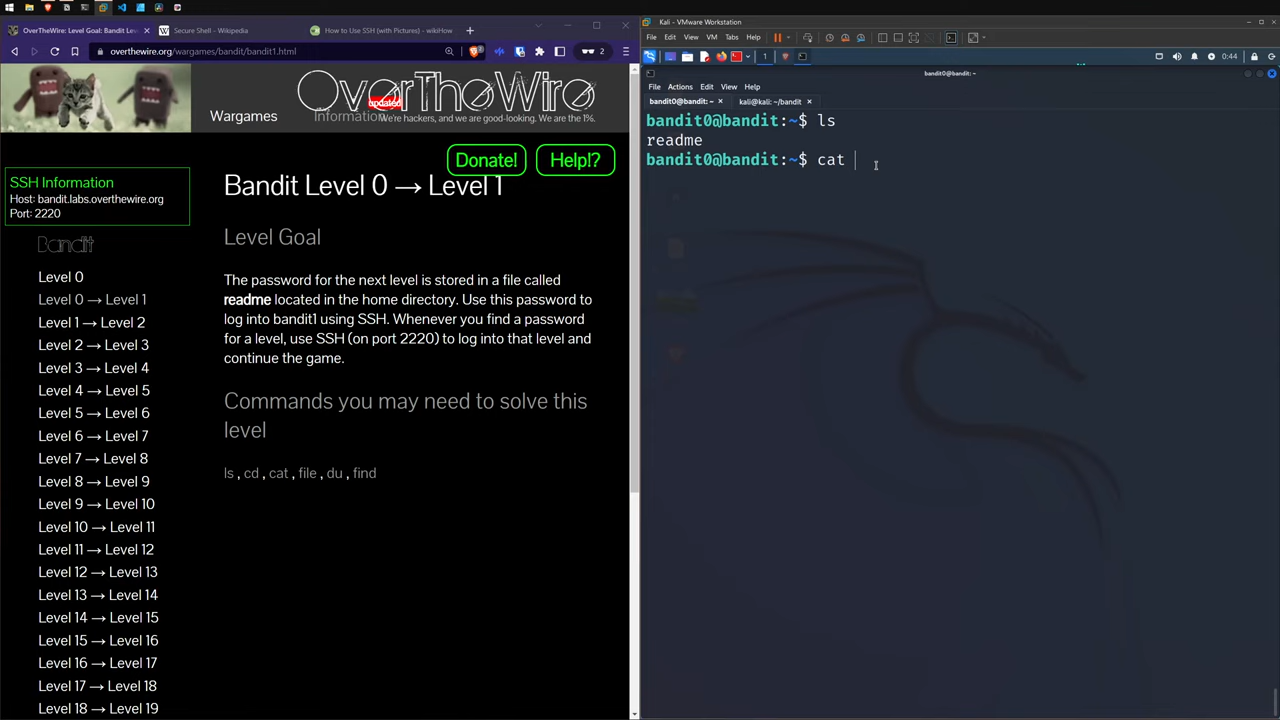 OverTheWire: Level Goal: Bandit Lev
Secure Shell - Wikipedia
How to Use SSH (with Pictures) - wikiHow
overthewire.org/wargames/bandit/bandit1.html
2
OverTheWire
updated
Wargames
Information
We're hackers, and we are good-looking. We are the 1%.
Donate!
Help!?
SSH Information
Host: bandit.labs.overthewire.org
Port: 2220
Bandit
Level 0
Level 0 → Level 1
Level 1 → Level 2
Level 2 → Level 3
Level 3 → Level 4
Level 4 → Level 5
Level 5 → Level 6
Level 6 → Level 7
Level 7 → Level 8
Level 8 → Level 9
Level 9 → Level 10
Level 10 → Level 11
Level 11 → Level 12
Level 12 → Level 13
Level 13 → Level 14
Level 14 → Level 15
Level 15 → Level 16
Level 16 → Level 17
Level 17 → Level 18
Level 18 → Level 19
Bandit Level 0 → Level 1
Level Goal
The password for the next level is stored in a file called
readme located in the home directory. Use this password to
log into bandit1 using SSH. Whenever you find a password
for a level, use SSH (on port 2220) to log into that level and
continue the game.
Commands you may need to solve this
level
ls , cd , cat , file , du , find
Kali - VMware Workstation
File Edit View VM Tabs Help
1
0:44
bandit0@bandit: ~
File Actions Edit View Help
bandit0@bandit: ~
kali@kali: ~/bandit
bandit0@bandit:~$ ls
readme
bandit0@bandit:~$ cat